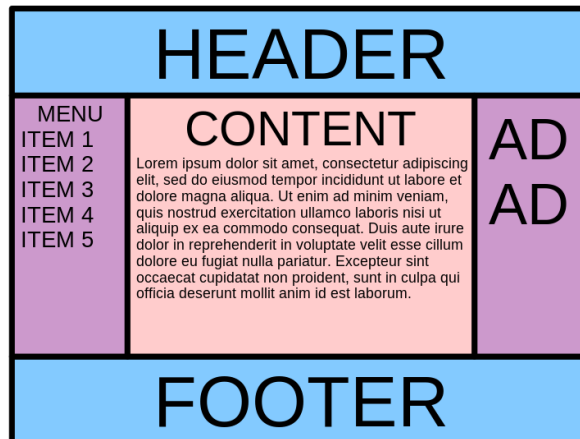 HEADER
MENU
ITEM 1
ITEM 2
ITEM 3
ITEM 4
ITEM 5
CONTENT
Lorem ipsum dolor sit amet, consectetur adipiscing
elit, sed do eiusmod tempor incididunt ut labore et
dolore magna aliqua. Ut enim ad minim veniam,
quis nostrud exercitation ullamco laboris nisi ut
aliquip ex ea commodo consequat. Duis aute irure
dolor in reprehenderit in voluptate velit esse cillum
dolore eu fugiat nulla pariatur. Excepteur sint
occaecat cupidatat non proident, sunt in culpa qui
officia deserunt mollit anim id est laborum.
AD
AD
FOOTER